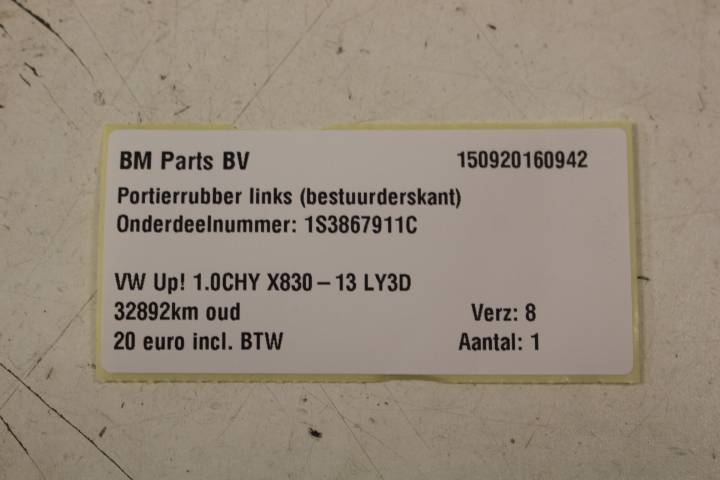 BM Parts BV 150920160942
Portierrubber links (bestuurderskant)
Onderdeelnummer: 1S3867911C
VW Up! 1.0CHY X830 – 13 LY3D
32892km oud Verz: 8
20 euro incl. BTW Aantal: 1